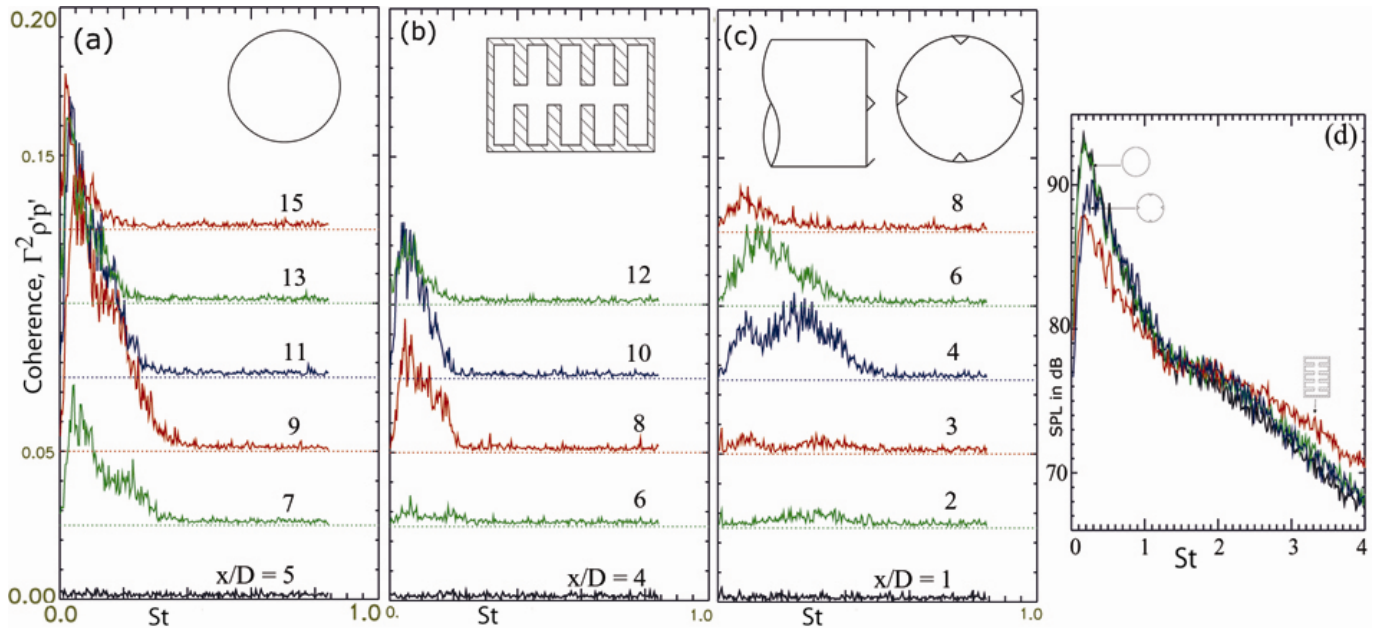 0.20
(a)
(b)
(c)
(d)
0.15
15
13
11
9
7
x/D = 5
12
10
8
6
x/D = 4
8
6
4
3
2
x/D = 1
Coherence, Γ²ρ'p'
0.05
0.00
0.0
St
1.0
0.
St
1.0
St
1.0
90
80
70
SPL in dB
0
1
2
3
4
St